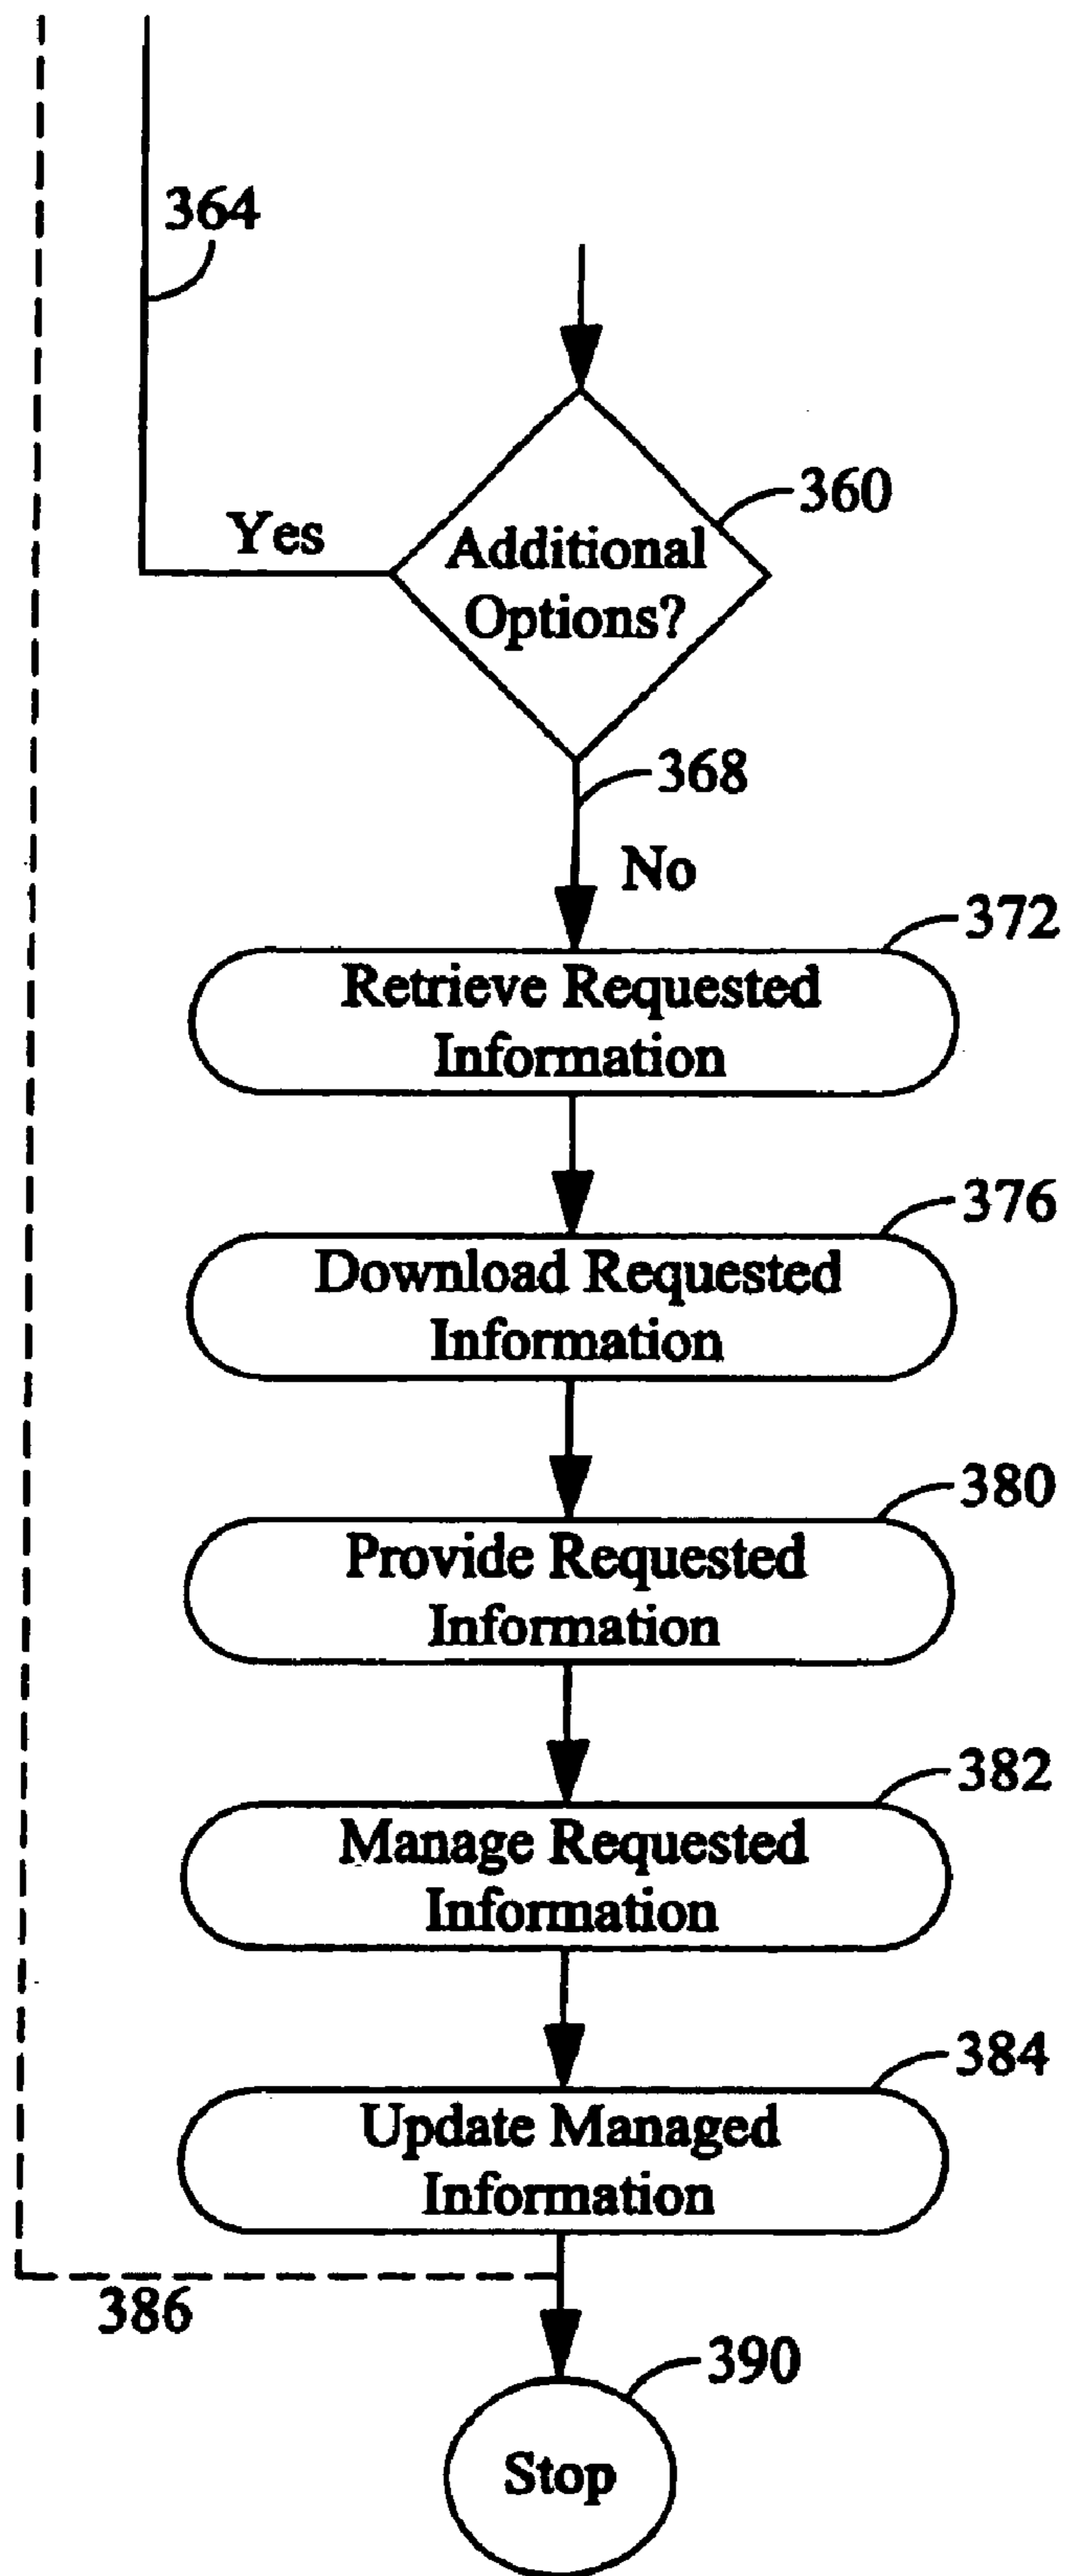 364
360
Yes
Additional
Options?
368
No
372
Retrieve Requested
Information
376
Download Requested
Information
380
Provide Requested
Information
382
Manage Requested
Information
384
Update Managed
Information
386
390
Stop